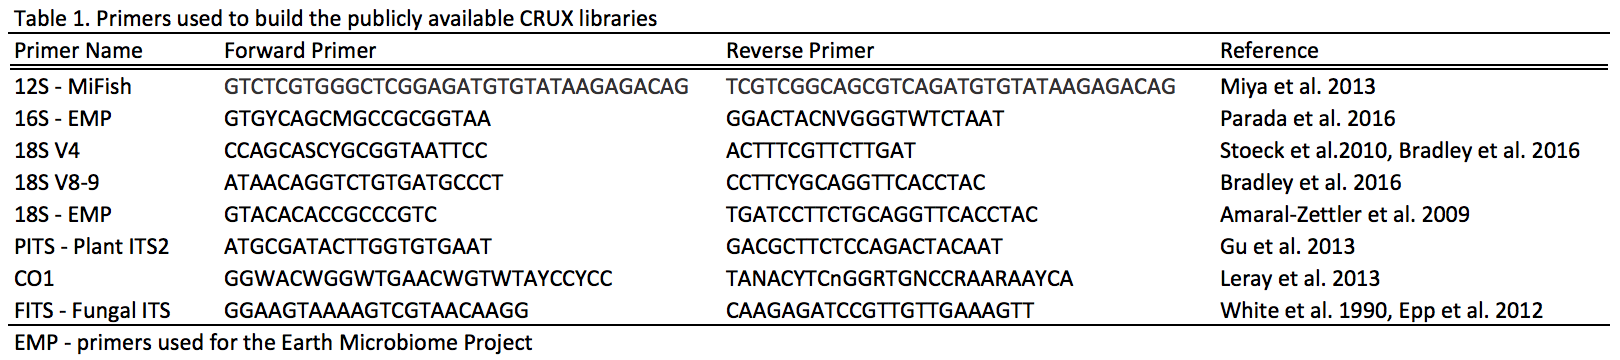 Table 1. Primers used to build the publicly available CRUX libraries
Primer Name Forward Primer Reverse Primer Reference
12S - MiFish GTCTCGTGGGCTCGGAGATGTGTATAAGAGACAG TCGTCGGCAGCGTCAGATGTGTATAAGAGACAG Miya et al. 2013
16S - EMP GTGYCAGCMGCCGCGGTAA GGACTACNVGGGTWTCTAAT Parada et al. 2016
18S V4 CCAGCASCYGCGGTAATTCC ACTTTCGTTCTTGAT Stoeck et al.2010, Bradley et al. 2016
18S V8-9 ATAACAGGTCTGTGATGCCCT CCTTCYGCAGGTTCACCTAC Bradley et al. 2016
18S - EMP GTACACACCGCCCGTC TGATCCTTCTGCAGGTTCACCTAC Amaral-Zettler et al. 2009
PITS - Plant ITS2 ATGCGATACTTGGTGTGAAT GACGCTTCTCCAGACTACAAT Gu et al. 2013
CO1 GGWACWGGWTGAACWGTWTAYCCYCC TANACYTCnGGRTGNCCRAARAAYCA Leray et al. 2013
FITS - Fungal ITS GGAAGTAAAAGTCGTAACAAGG CAAGAGATCCGTTGTTGAAAGTT White et al. 1990, Epp et al. 2012
EMP - primers used for the Earth Microbiome Project